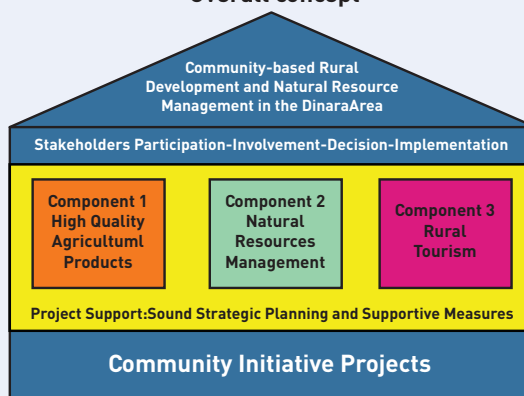 Overall concept
Community-based Rural
Development and Natural Resource
Management in the DinaraArea
Stakeholders Participation-Involvement-Decision-Implementation
Component 1
High Quality
Agricultuml
Products
Component 2
Natural
Resources
Management
Component 3
Rural
Tourism
Project Support:Sound Strategic Planning and Supportive Measures
Community Initiative Projects